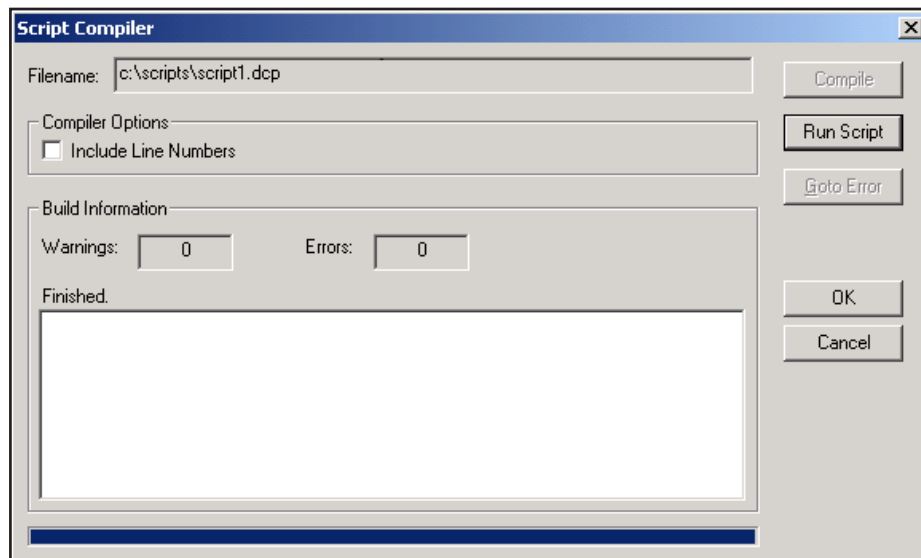 Script Compiler
Filename: c:\scripts\script1.dcp
Compile
Compiler Options
Include Line Numbers
Run Script
Goto Error
Build Information
Warnings: 0 Errors: 0
Finished.
OK
Cancel